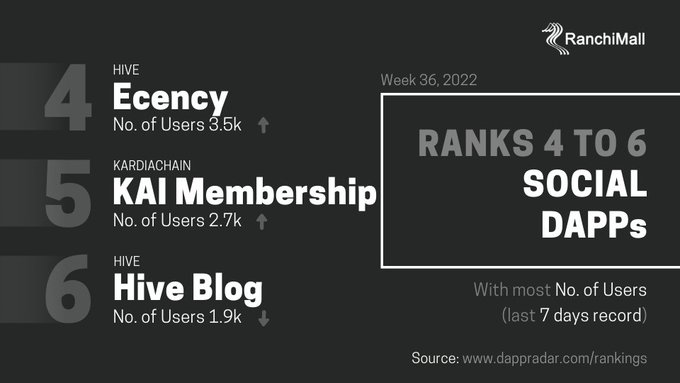 RanchiMall
4
HIVE
Ecency
No. of Users 3.5k
5
KARDIACHAIN
KAI Membership
No. of Users 2.7k
6
HIVE
Hive Blog
No. of Users 1.9k
Week 36, 2022
RANKS 4 TO 6
SOCIAL
DAPPs
With most No. of Users
(last 7 days record)
Source: www.dappradar.com/rankings